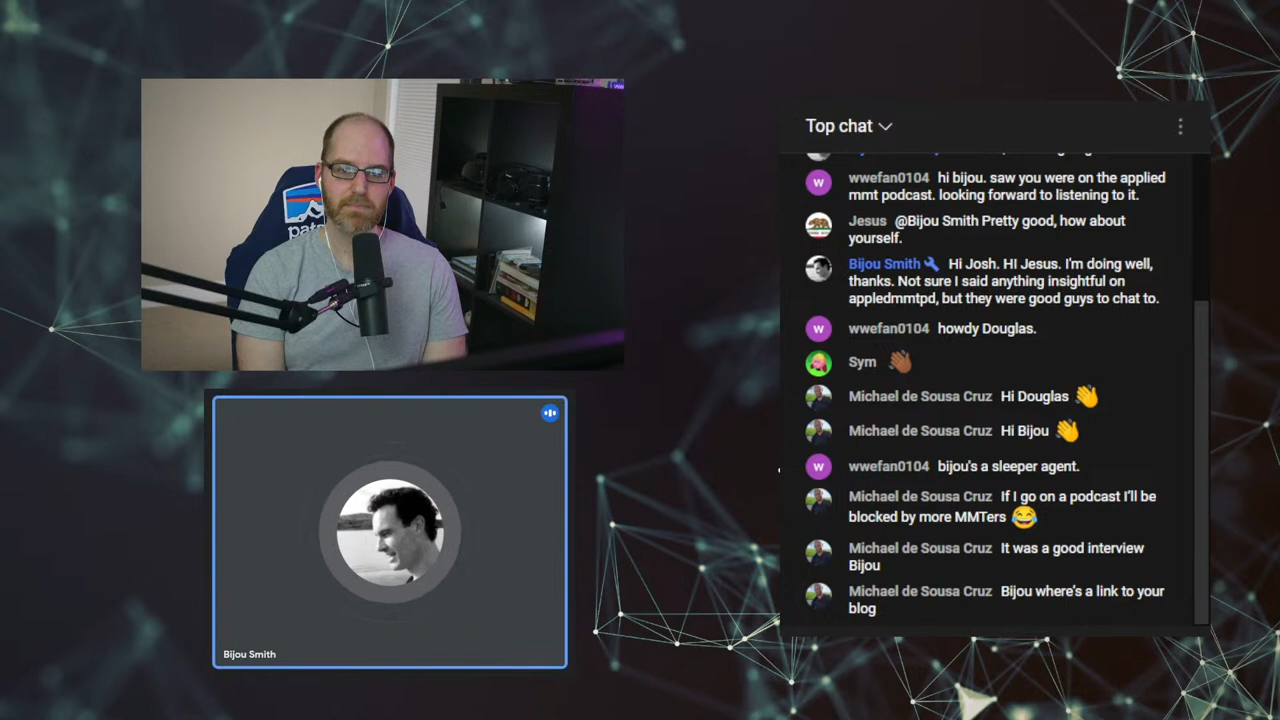 Top chat
wwefan0104 hi bijou. saw you were on the applied
mmt podcast. looking forward to listening to it.
Jesus @Bijou Smith Pretty good, how about
yourself.
Bijou Smith Hi Josh. HI Jesus. I'm doing well,
thanks. Not sure I said anything insightful on
appledmmtpd, but they were good guys to chat to.
wwefan0104 howdy Douglas.
Sym 👋🏾
Michael de Sousa Cruz Hi Douglas 👋
Michael de Sousa Cruz Hi Bijou 👋
wwefan0104 bijou's a sleeper agent.
Michael de Sousa Cruz If I go on a podcast I'll be
blocked by more MMTers 😂
Michael de Sousa Cruz It was a good interview
Bijou
Michael de Sousa Cruz Bijou where's a link to your
blog
W
W
W
pata
Bijou Smith